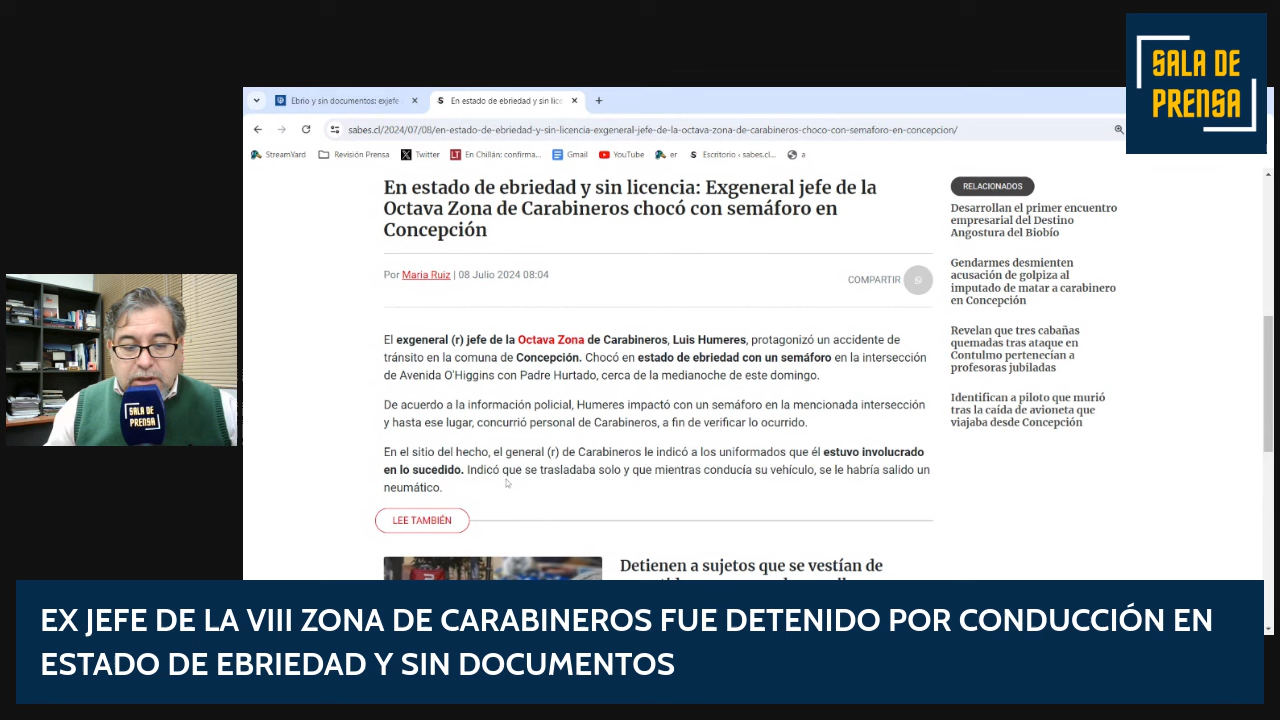 SALA DE
PRENSA
Ebrio y sin documentos: exjefe
En estado de ebriedad y sin lice
sabes.cl/2024/07/08/en-estado-de-ebriedad-y-sin-licencia-exgeneral-jefe-de-la-octava-zona-de-carabineros-choco-con-semaforo-en-concepcion/
StreamYard
Revisión Prensa
Twitter
En Chillán: confirma...
Gmail
YouTube
er
Escritorio ‹ sabes.cl...
a
En estado de ebriedad y sin licencia: Exgeneral jefe de la
Octava Zona de Carabineros chocó con semáforo en
Concepción
Por Maria Ruiz | 08 Julio 2024 08:04
COMPARTIR
El exgeneral (r) jefe de la Octava Zona de Carabineros, Luis Humeres, protagonizó un accidente de
tránsito en la comuna de Concepción. Chocó en estado de ebriedad con un semáforo en la intersección
de Avenida O'Higgins con Padre Hurtado, cerca de la medianoche de este domingo.
De acuerdo a la información policial, Humeres impactó con un semáforo en la mencionada intersección
y hasta ese lugar, concurrió personal de Carabineros, a fin de verificar lo ocurrido.
En el sitio del hecho, el general (r) de Carabineros le indicó a los uniformados que él estuvo involucrado
en lo sucedido. Indicó que se trasladaba solo y que mientras conducía su vehículo, se le habría salido un
neumático.
LEE TAMBIÉN
Detienen a sujetos que se vestían de
RELACIONADOS
Desarrollan el primer encuentro
empresarial del Destino
Angostura del Biobío
Gendarmes desmienten
acusación de golpiza al
imputado de matar a carabinero
en Concepción
Revelan que tres cabañas
quemadas tras ataque en
Contulmo pertenecían a
profesoras jubiladas
Identifican a piloto que murió
tras la caída de avioneta que
viajaba desde Concepción
SALA DE
PRENSA
EX JEFE DE LA VIII ZONA DE CARABINEROS FUE DETENIDO POR CONDUCCIÓN EN
ESTADO DE EBRIEDAD Y SIN DOCUMENTOS